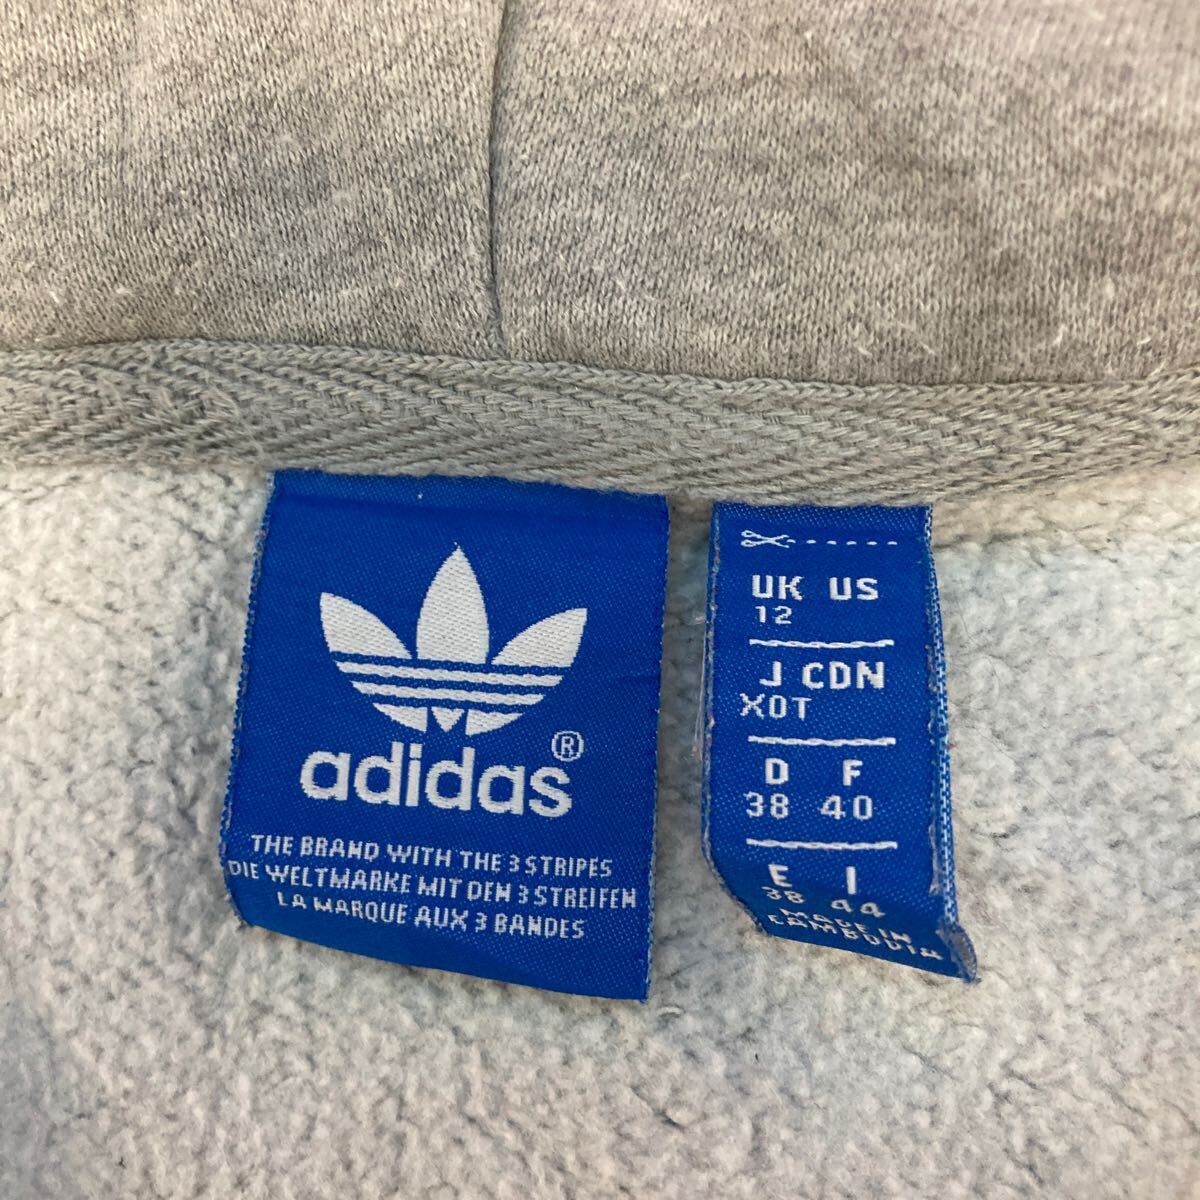 adidas®
THE BRAND WITH THE 3 STRIPES
DIE WELTMARKE MIT DEM 3 STREIFEN
LA MARQUE AUX 3 BANDES
UK US
12
J CDN
XOT
D F
38 40
E I
38 44
MADE IN
CAMBODIA